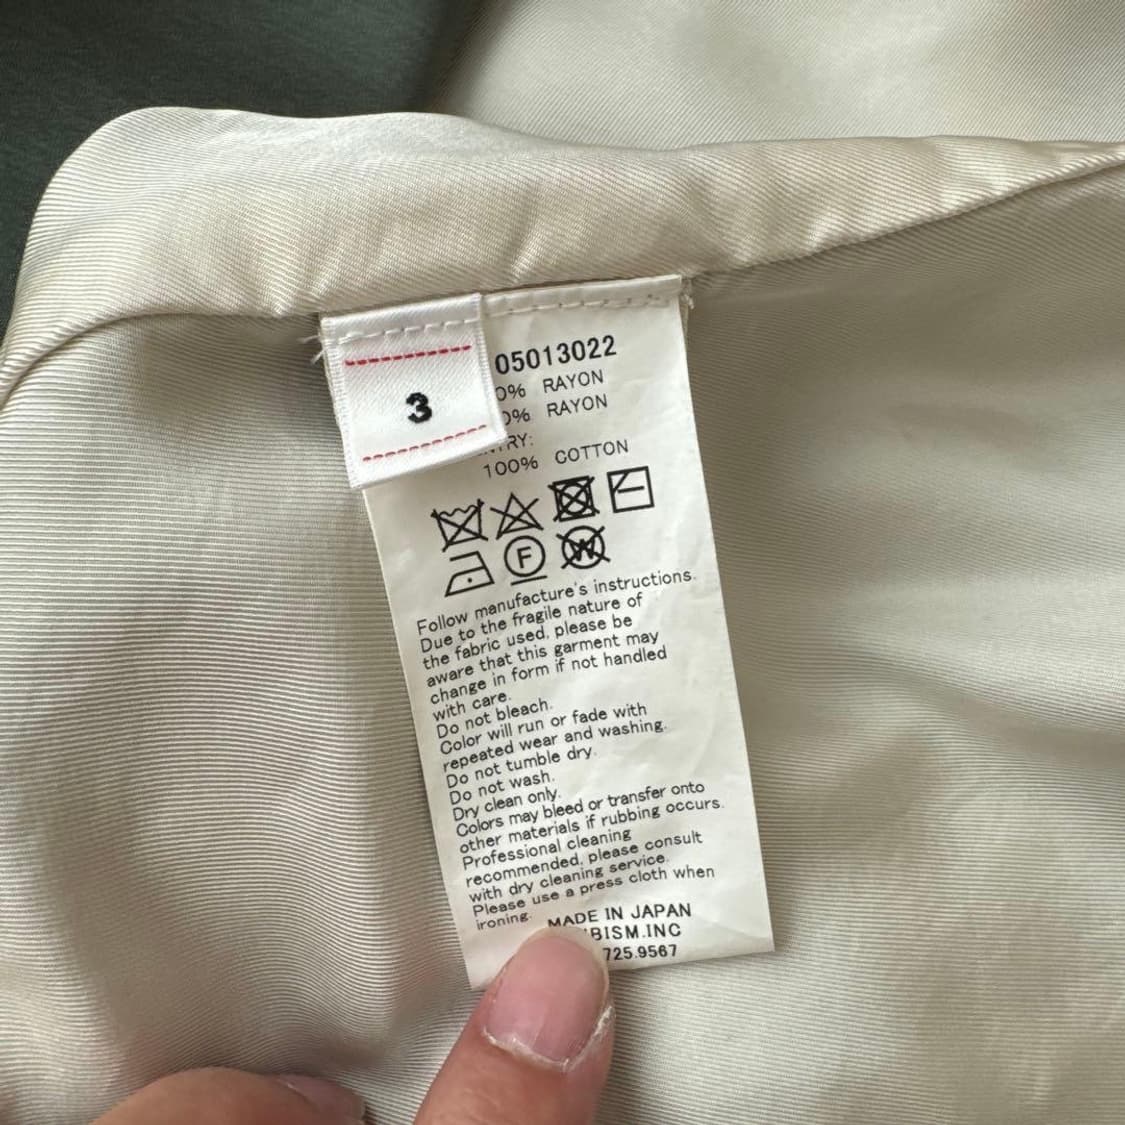 3
05013022
0% RAYON
0% RAYON
NTRY:
100% COTTON
F
W
Follow manufacture's instructions.
Due to the fragile nature of
the fabric used, please be
aware that this garment may
change in form if not handled
with care.
Do not bleach.
Color will run or fade with
repeated wear and washing.
Do not tumble dry.
Do not wash.
Dry clean only.
Colors may bleed or transfer onto
other materials if rubbing occurs.
Professional cleaning
recommended, please consult
with dry cleaning service.
Please use a press cloth when
ironing.
MADE IN JAPAN
BISM.INC
725.9567